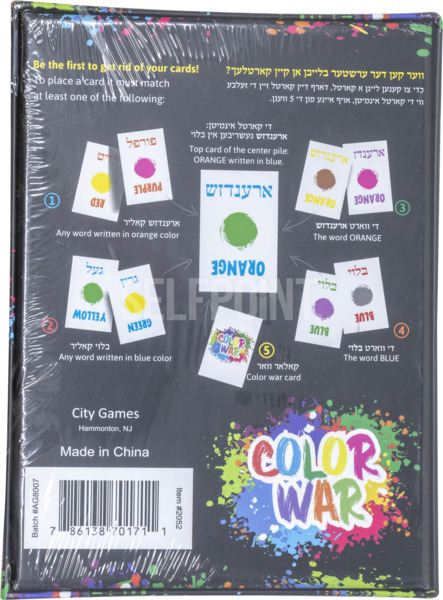 Be the first to get rid of your cards!
To place a card it must match
at least one of the following:
ווער קען דער ערשטער בלייבן אן קיין קארטלעך?
כדי צו קענען לייגן א קארטל, דארף דיין קארטל זיין די זעלבע
ווי די קארטל אינמיטן, אויף איינע פון די 5 וועגן.
די קארטל אינמיטן:
ארענדזש געשריבען אין בלוי
Top card of the center pile:
ORANGE written in blue.
פורפל
PURPLE
RED
1
ארענדזש קאליר
Any word written in orange color
ארענדזש
ORANGE
ארענדזש
ORANGE
ORANGE
3
די ווארט ארענדזש
The word ORANGE
געל
YELLOW
גרין
GREEN
2
בלוי קאליר
Any word written in blue color
SELFPOINT
COLOR
WAR
5
קאלאר וואר
Color war card
בלוי
BLUE
בלוי
BLUE
4
די ווארט בלוי
The word BLUE
City Games
Hammonton, NJ
Made in China
COLOR
WAR
Batch #AG8007
Item #2052
7 86138 70171 1